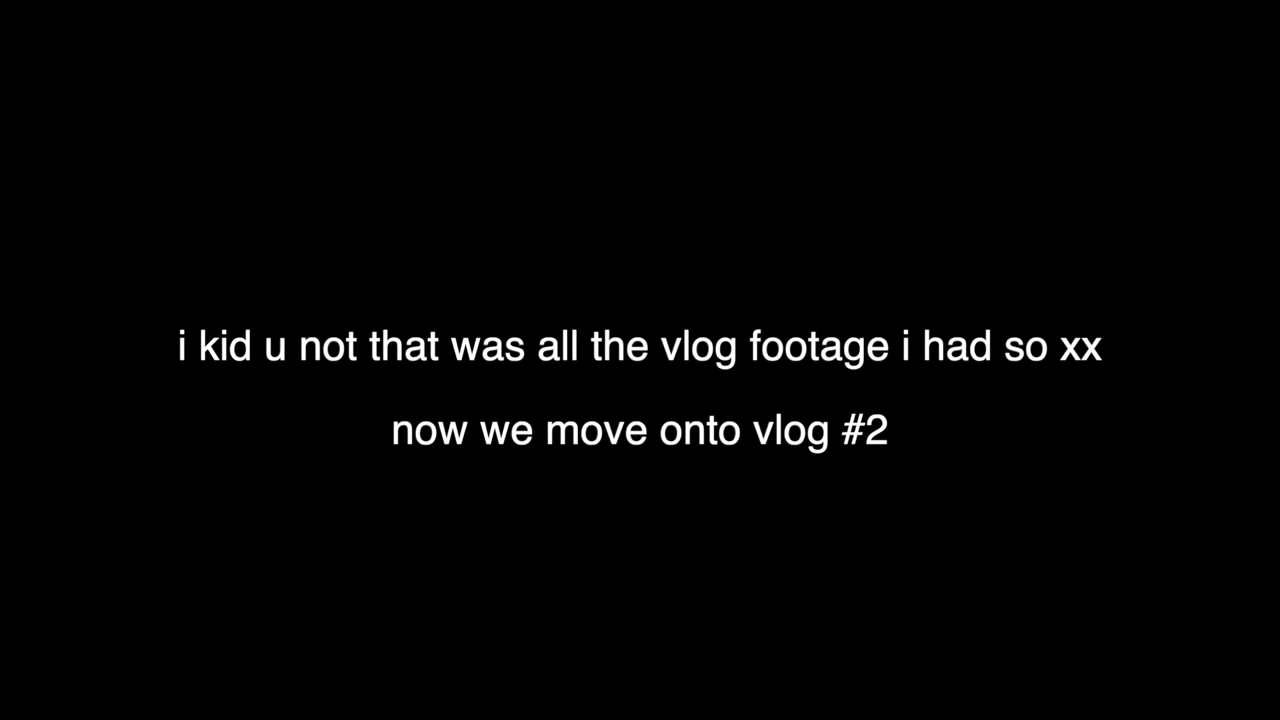 i kid u not that was all the vlog footage i had so xx
now we move onto vlog #2